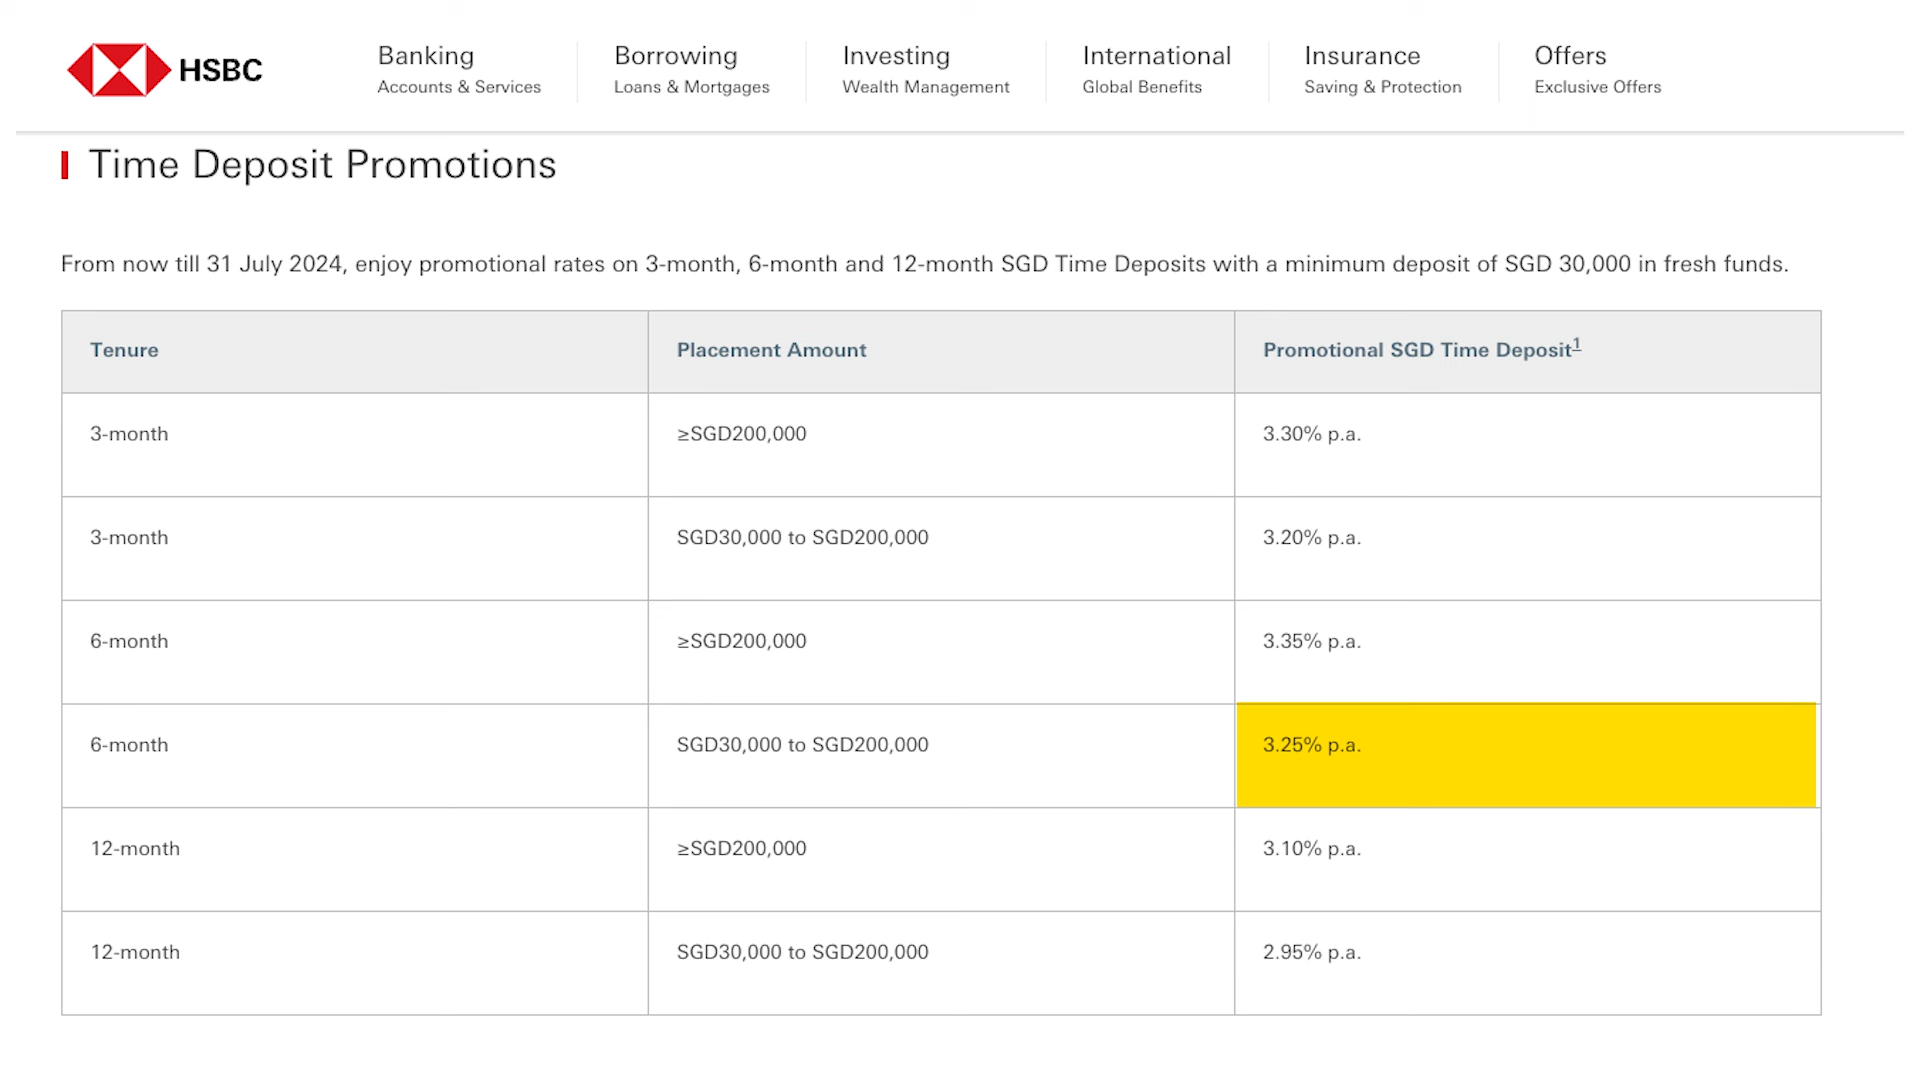 HSBC
Banking
Accounts & Services
Borrowing
Loans & Mortgages
Investing
Wealth Management
International
Global Benefits
Insurance
Saving & Protection
Offers
Exclusive Offers
Time Deposit Promotions
From now till 31 July 2024, enjoy promotional rates on 3-month, 6-month and 12-month SGD Time Deposits with a minimum deposit of SGD 30,000 in fresh funds.
Tenure Placement Amount Promotional SGD Time Deposit1
3-month ≥SGD200,000 3.30% p.a.
3-month SGD30,000 to SGD200,000 3.20% p.a.
6-month ≥SGD200,000 3.35% p.a.
6-month SGD30,000 to SGD200,000 3.25% p.a.
12-month ≥SGD200,000 3.10% p.a.
12-month SGD30,000 to SGD200,000 2.95% p.a.